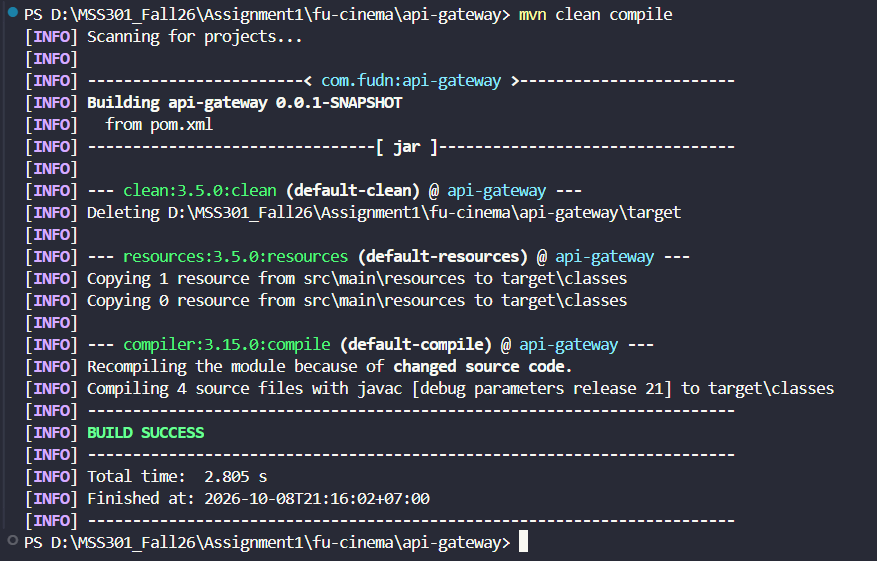 PS D:\MSS301_Fall26\Assignment1\fu-cinema\api-gateway> mvn clean compile
[INFO] Scanning for projects...
[INFO]
[INFO] ------------------------< com.fudn:api-gateway >------------------------
[INFO] Building api-gateway 0.0.1-SNAPSHOT
[INFO]   from pom.xml
[INFO] --------------------------------[ jar ]---------------------------------
[INFO]
[INFO] --- clean:3.5.0:clean (default-clean) @ api-gateway ---
[INFO] Deleting D:\MSS301_Fall26\Assignment1\fu-cinema\api-gateway\target
[INFO]
[INFO] --- resources:3.5.0:resources (default-resources) @ api-gateway ---
[INFO] Copying 1 resource from src\main\resources to target\classes
[INFO] Copying 0 resource from src\main\resources to target\classes
[INFO]
[INFO] --- compiler:3.15.0:compile (default-compile) @ api-gateway ---
[INFO] Recompiling the module because of changed source code.
[INFO] Compiling 4 source files with javac [debug parameters release 21] to target\classes
[INFO] ------------------------------------------------------------------------
[INFO] BUILD SUCCESS
[INFO] ------------------------------------------------------------------------
[INFO] Total time:  2.805 s
[INFO] Finished at: 2026-10-08T21:16:02+07:00
[INFO] ------------------------------------------------------------------------
PS D:\MSS301_Fall26\Assignment1\fu-cinema\api-gateway>